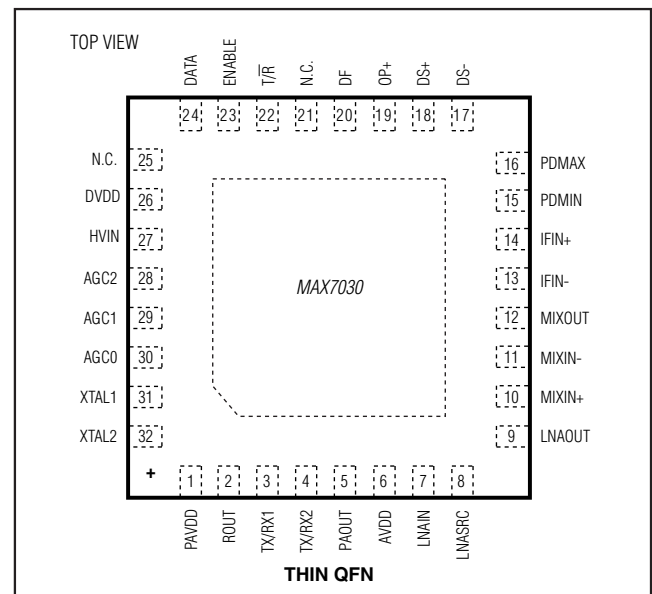 TOP VIEW
DATA ENABLE T/R̅ N.C. DF OP+ DS+ DS-
24 23 22 21 20 19 18 17
N.C. 25
DVDD 26
HVIN 27
AGC2 28
AGC1 29
AGC0 30
XTAL1 31
XTAL2 32
MAX7030
16 PDMAX
15 PDMIN
14 IFIN+
13 IFIN-
12 MIXOUT
11 MIXIN-
10 MIXIN+
9 LNAOUT
+
1 2 3 4 5 6 7 8
PAVDD ROUT TX/RX1 TX/RX2 PAOUT AVDD LNAIN LNASRC
THIN QFN